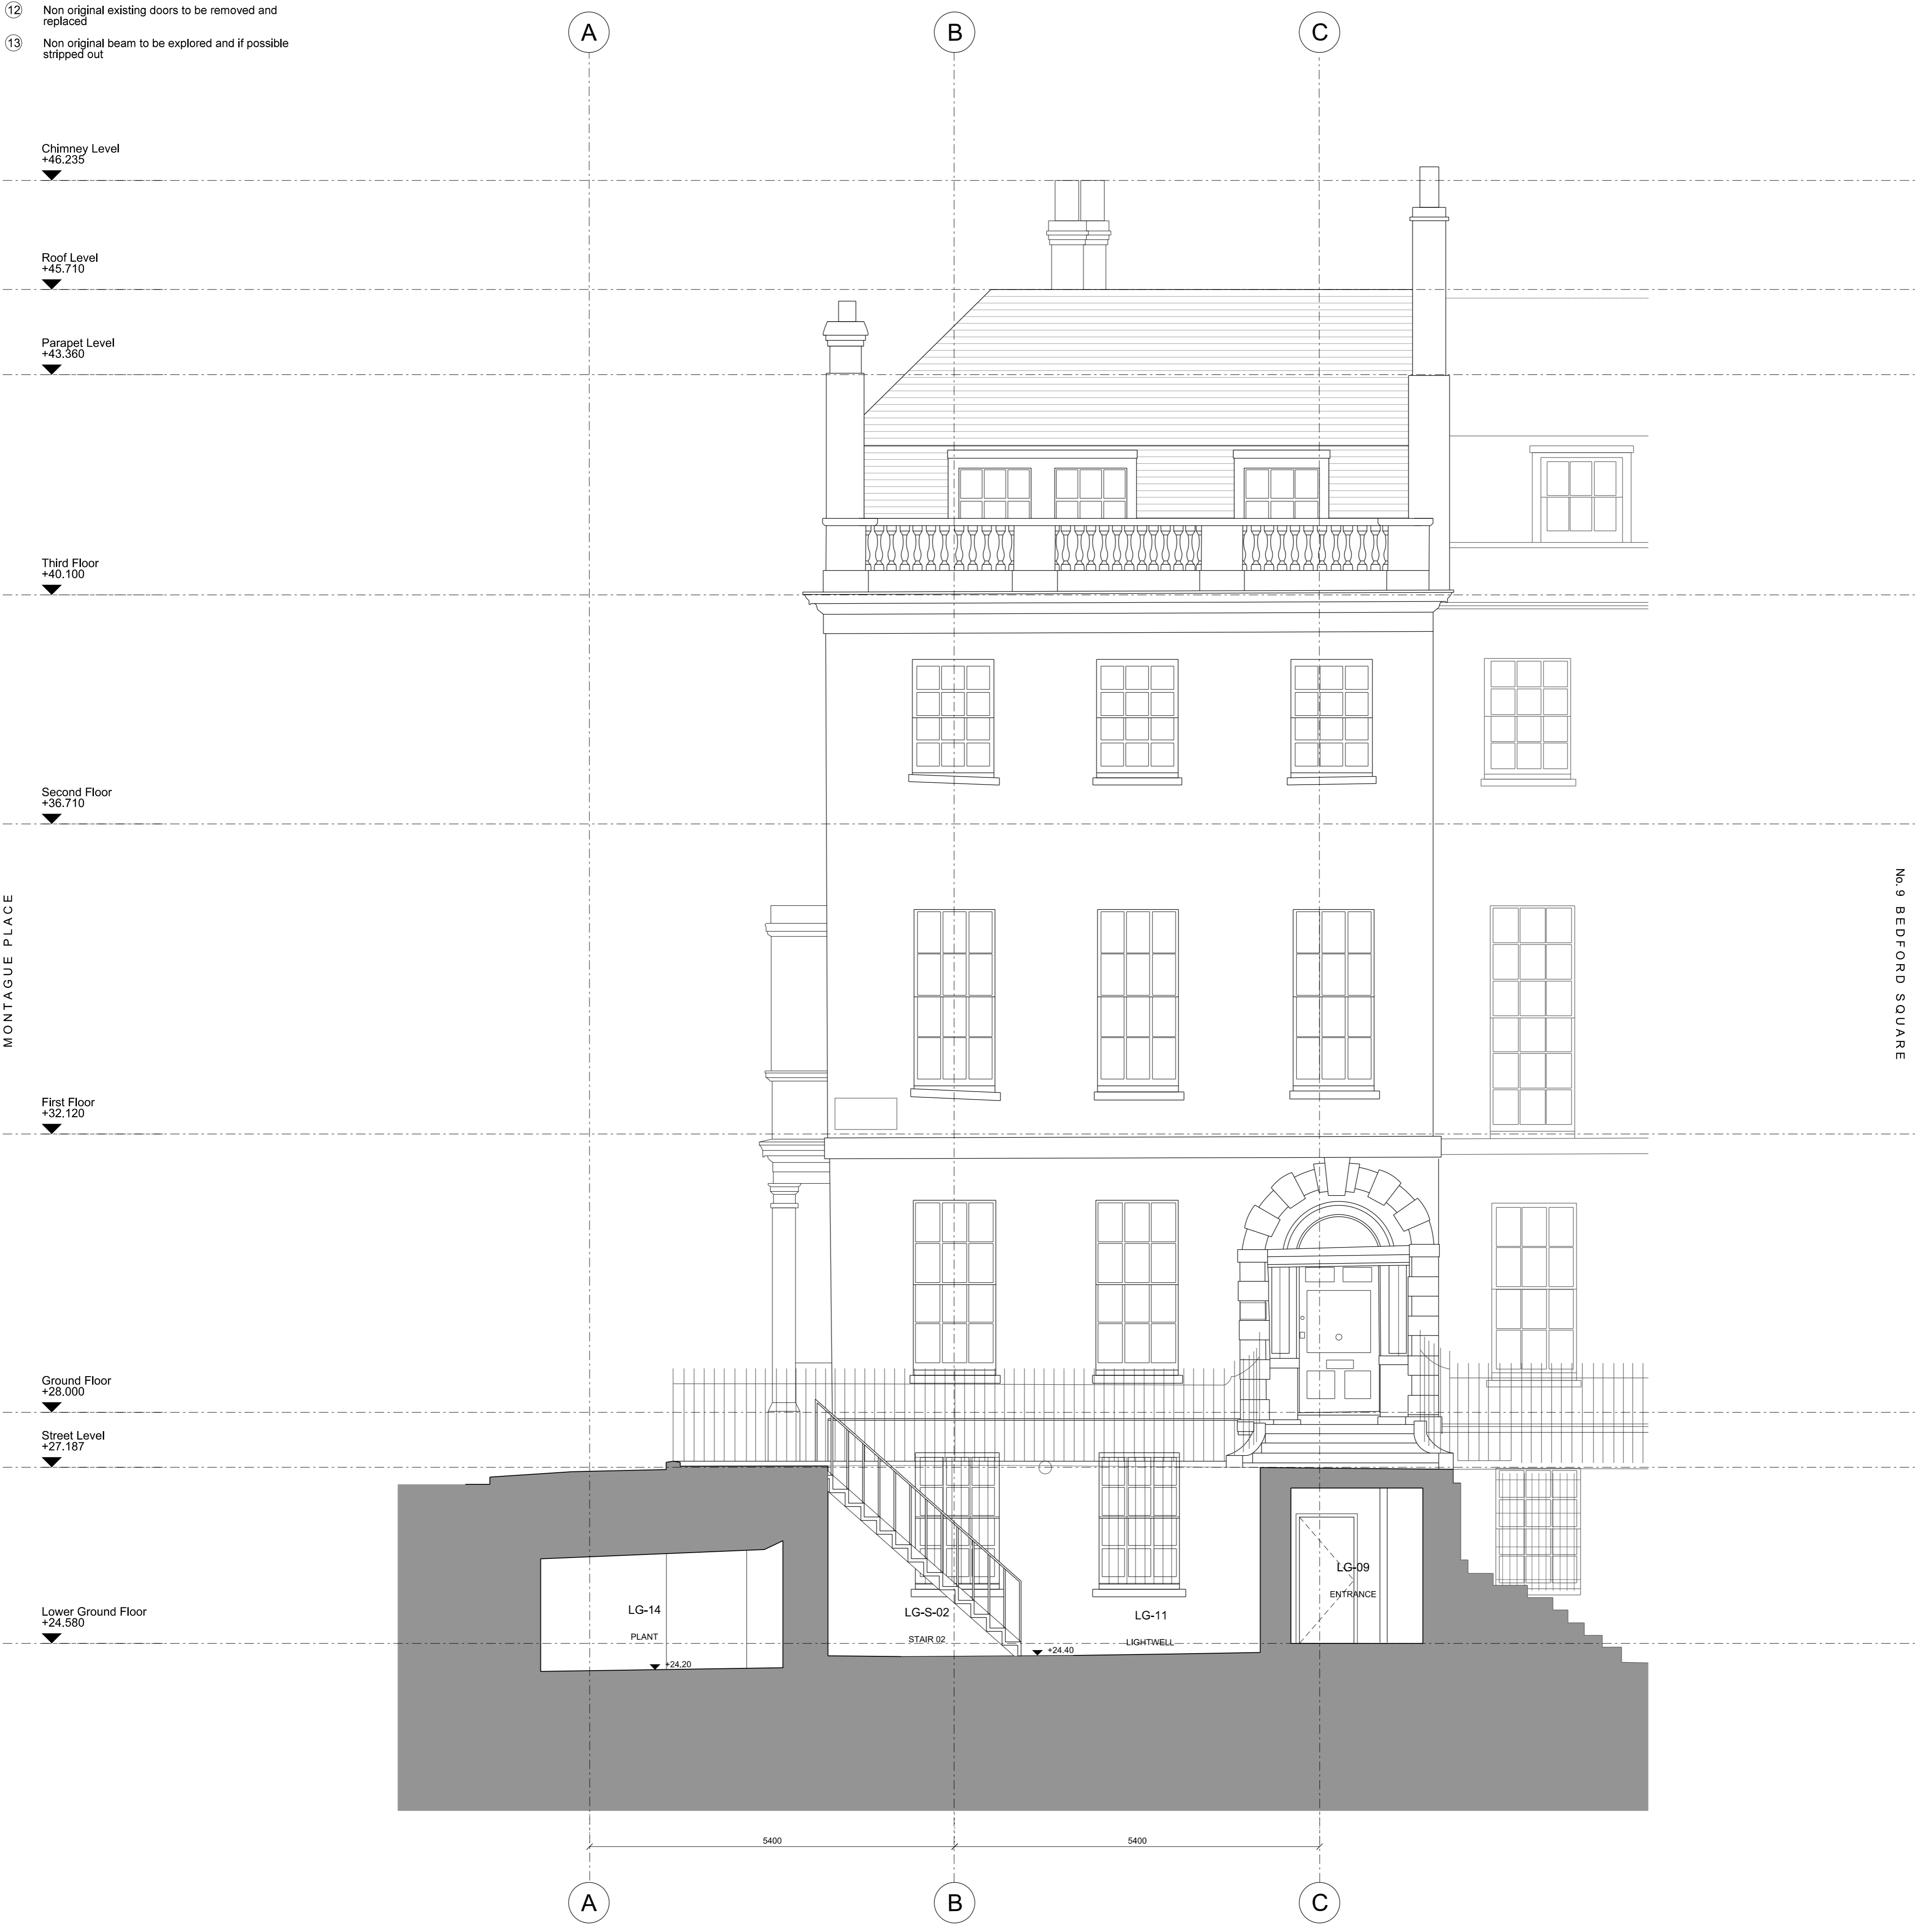 12 Non original existing doors to be removed and
replaced
13 Non original beam to be explored and if possible
stripped out
A B C
Chimney Level
+46.235
Roof Level
+45.710
Parapet Level
+43.360
Third Floor
+40.100
Second Floor
+36.710
MONTAGUE PLACE
No. 9 BEDFORD SQUARE
First Floor
+32.120
Ground Floor
+28.000
Street Level
+27.187
Lower Ground Floor
+24.580
LG-14
PLANT
+24.20
LG-S-02
STAIR 02
LG-11
LIGHTWELL
+24.40
LG-09
ENTRANCE
5400 5400
A B C